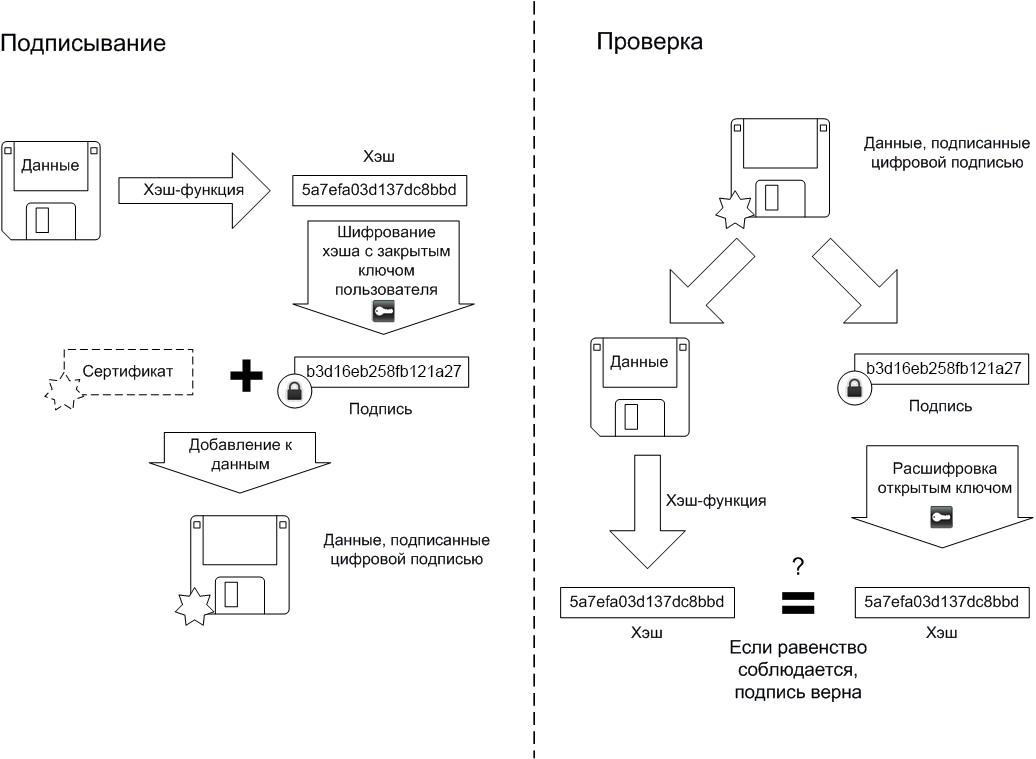 Подписывание
Данные
Хэш-функция
Хэш
5a7efa03d137dc8bbd
Шифрование
хэша с закрытым
ключом
пользователя
Сертификат
b3d16eb258fb121a27
Подпись
Добавление к
данным
Данные, подписанные
цифровой подписью
Проверка
Данные, подписанные
цифровой подписью
Данные
b3d16eb258fb121a27
Подпись
Хэш-функция
Расшифровка
открытым ключом
?
5a7efa03d137dc8bbd
5a7efa03d137dc8bbd
Хэш
Хэш
Если равенство
соблюдается,
подпись верна